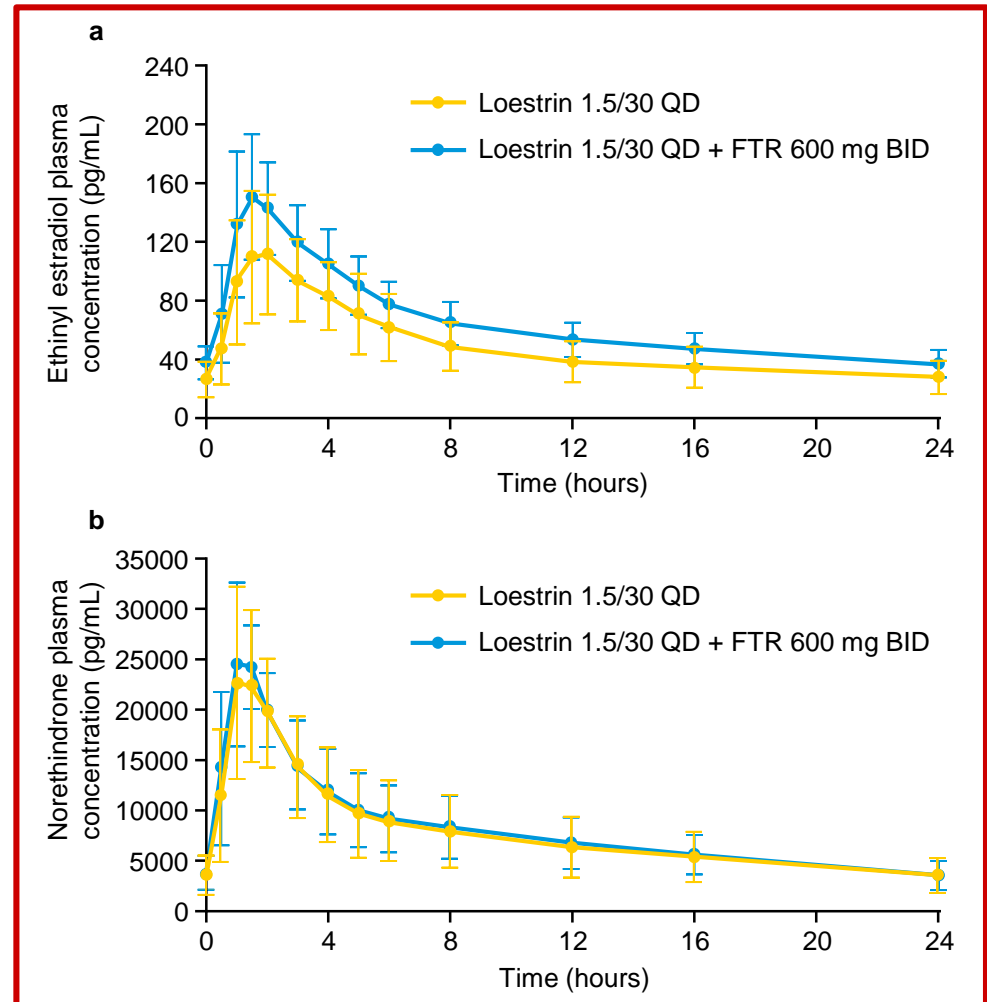 a
Ethinyl estradiol plasma
concentration (pg/mL)
240
200
160
120
80
40
0
Loestrin 1.5/30 QD
Loestrin 1.5/30 QD + FTR 600 mg BID
0 4 8 12 16 20 24
Time (hours)
b
Norethindrone plasma
concentration (pg/mL)
35000
30000
25000
20000
15000
10000
5000
0
Loestrin 1.5/30 QD
Loestrin 1.5/30 QD + FTR 600 mg BID
0 4 8 12 16 20 24
Time (hours)